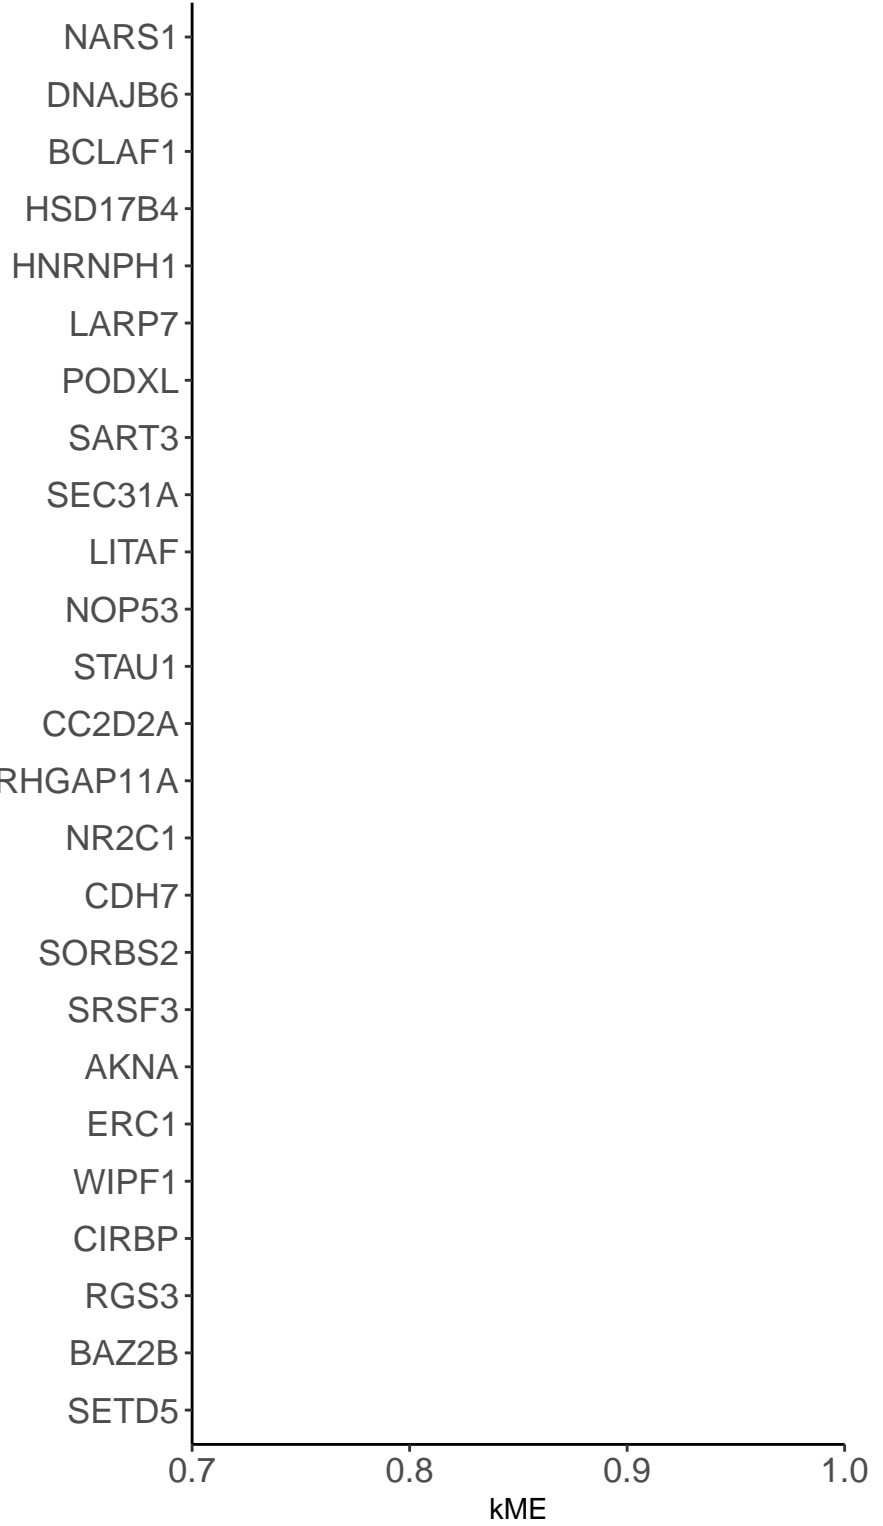 NARS1
DNAJB6
BCLAF1
HSD17B4
HNRNPH1
LARP7
PODXL
SART3
SEC31A
LITAF
NOP53
STAU1
CC2D2A
RHGAP11A
NR2C1
CDH7
SORBS2
SRSF3
AKNA
ERC1
WIPF1
CIRBP
RGS3
BAZ2B
SETD5
0.7 0.8 0.9 1.0
kME